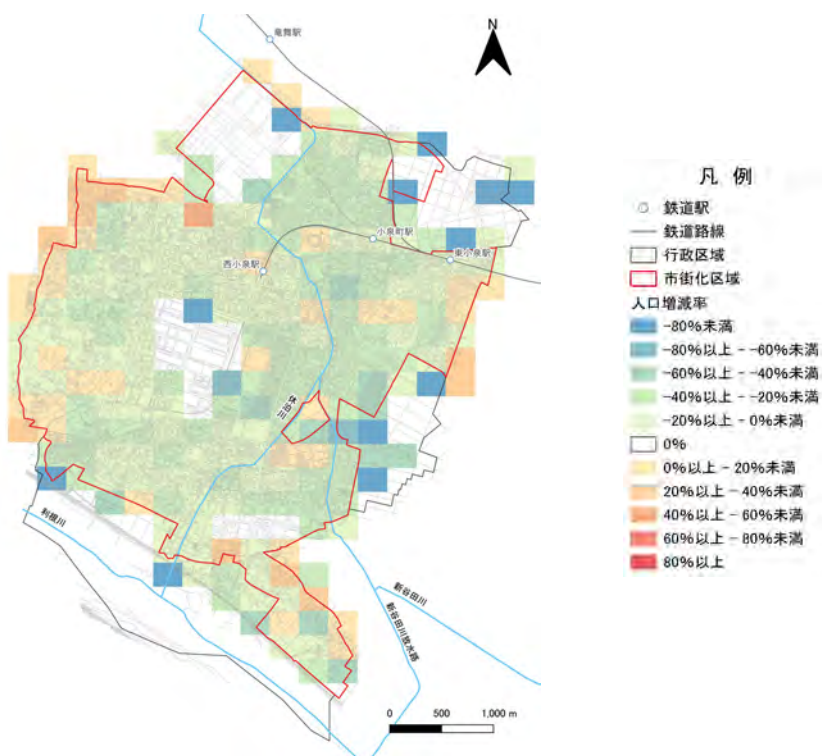 竜舞駅
N
小泉町駅
東小泉駅
西小泉駅
休泊川
利根川
新谷田川
新谷田川放水路
0 500 1,000 m
凡 例
鉄道駅
鉄道路線
行政区域
市街化区域
人口増減率
-80%未満
-80%以上 - -60%未満
-60%以上 - -40%未満
-40%以上 - -20%未満
-20%以上 - 0%未満
0%
0%以上 - 20%未満
20%以上 - 40%未満
40%以上 - 60%未満
60%以上 - 80%未満
80%以上